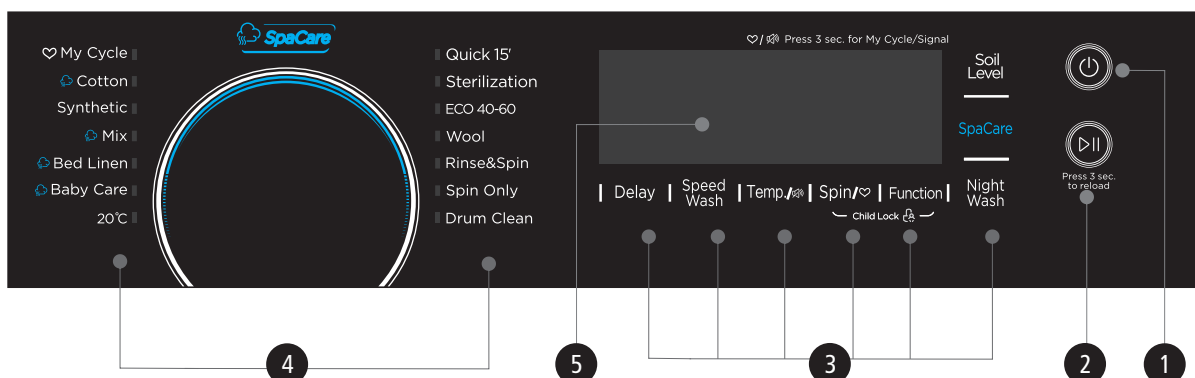 SpaCare
My Cycle
Cotton
Synthetic
Mix
Bed Linen
Baby Care
20℃
Quick 15'
Sterilization
ECO 40-60
Wool
Rinse&Spin
Spin Only
Drum Clean
/ Press 3 sec. for My Cycle/Signal
Soil
Level
SpaCare
Night
Wash
Delay
Speed
Wash
Temp./
Spin/
Function
Child Lock
Press 3 sec.
to reload
4
5
3
2
1